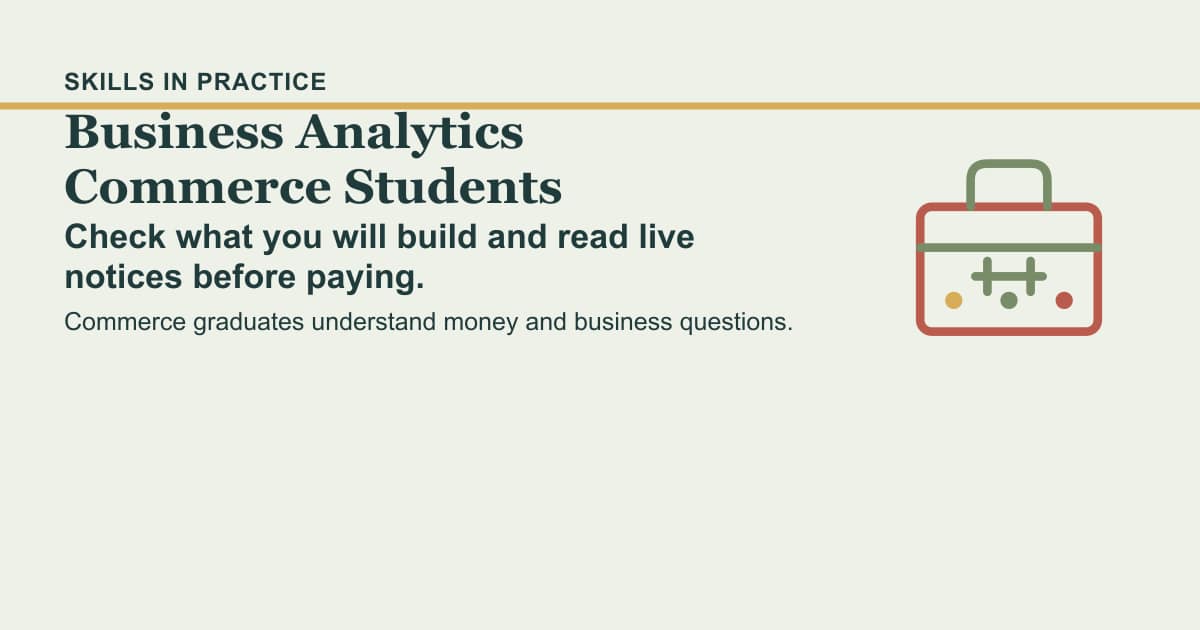 SKILLS IN PRACTICE
Business Analytics
Commerce Students
Check what you will build and read live
notices before paying.
Commerce graduates understand money and business questions.